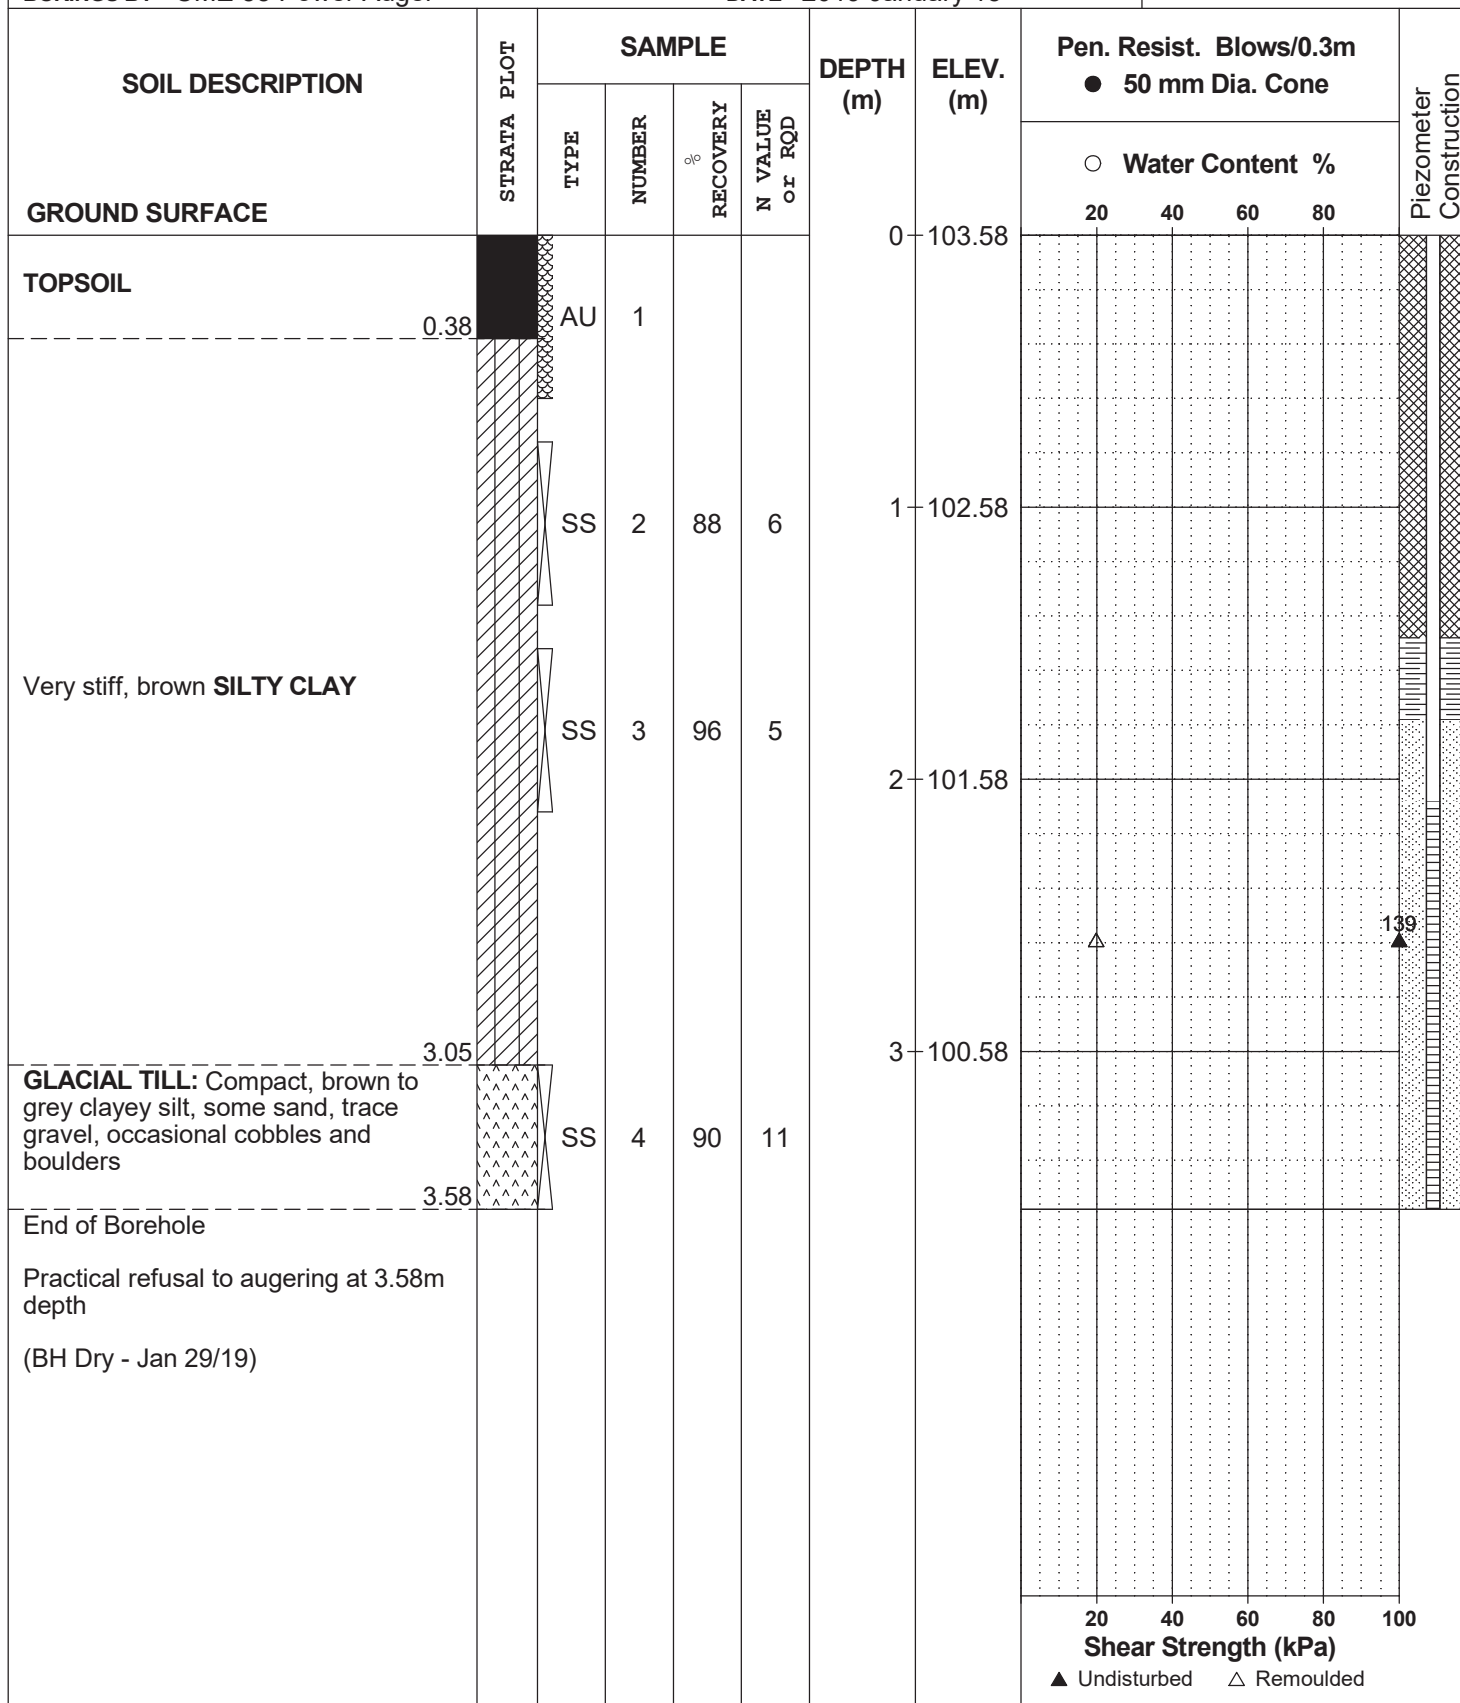 SOIL DESCRIPTION
GROUND SURFACE
STRATA PLOT
SAMPLE
TYPE
NUMBER
% RECOVERY
N VALUE
or RQD
DEPTH
(m)
ELEV.
(m)
Pen. Resist. Blows/0.3m
● 50 mm Dia. Cone
○ Water Content %
20 40 60 80
Piezometer
Construction
0 103.58
TOPSOIL
0.38
AU 1
SS 2 88 6
1 102.58
Very stiff, brown SILTY CLAY
SS 3 96 5
2 101.58
139
3.05
3 100.58
GLACIAL TILL: Compact, brown to
grey clayey silt, some sand, trace
gravel, occasional cobbles and
boulders
SS 4 90 11
3.58
End of Borehole
Practical refusal to augering at 3.58m
depth
(BH Dry - Jan 29/19)
20 40 60 80 100
Shear Strength (kPa)
▲ Undisturbed △ Remoulded